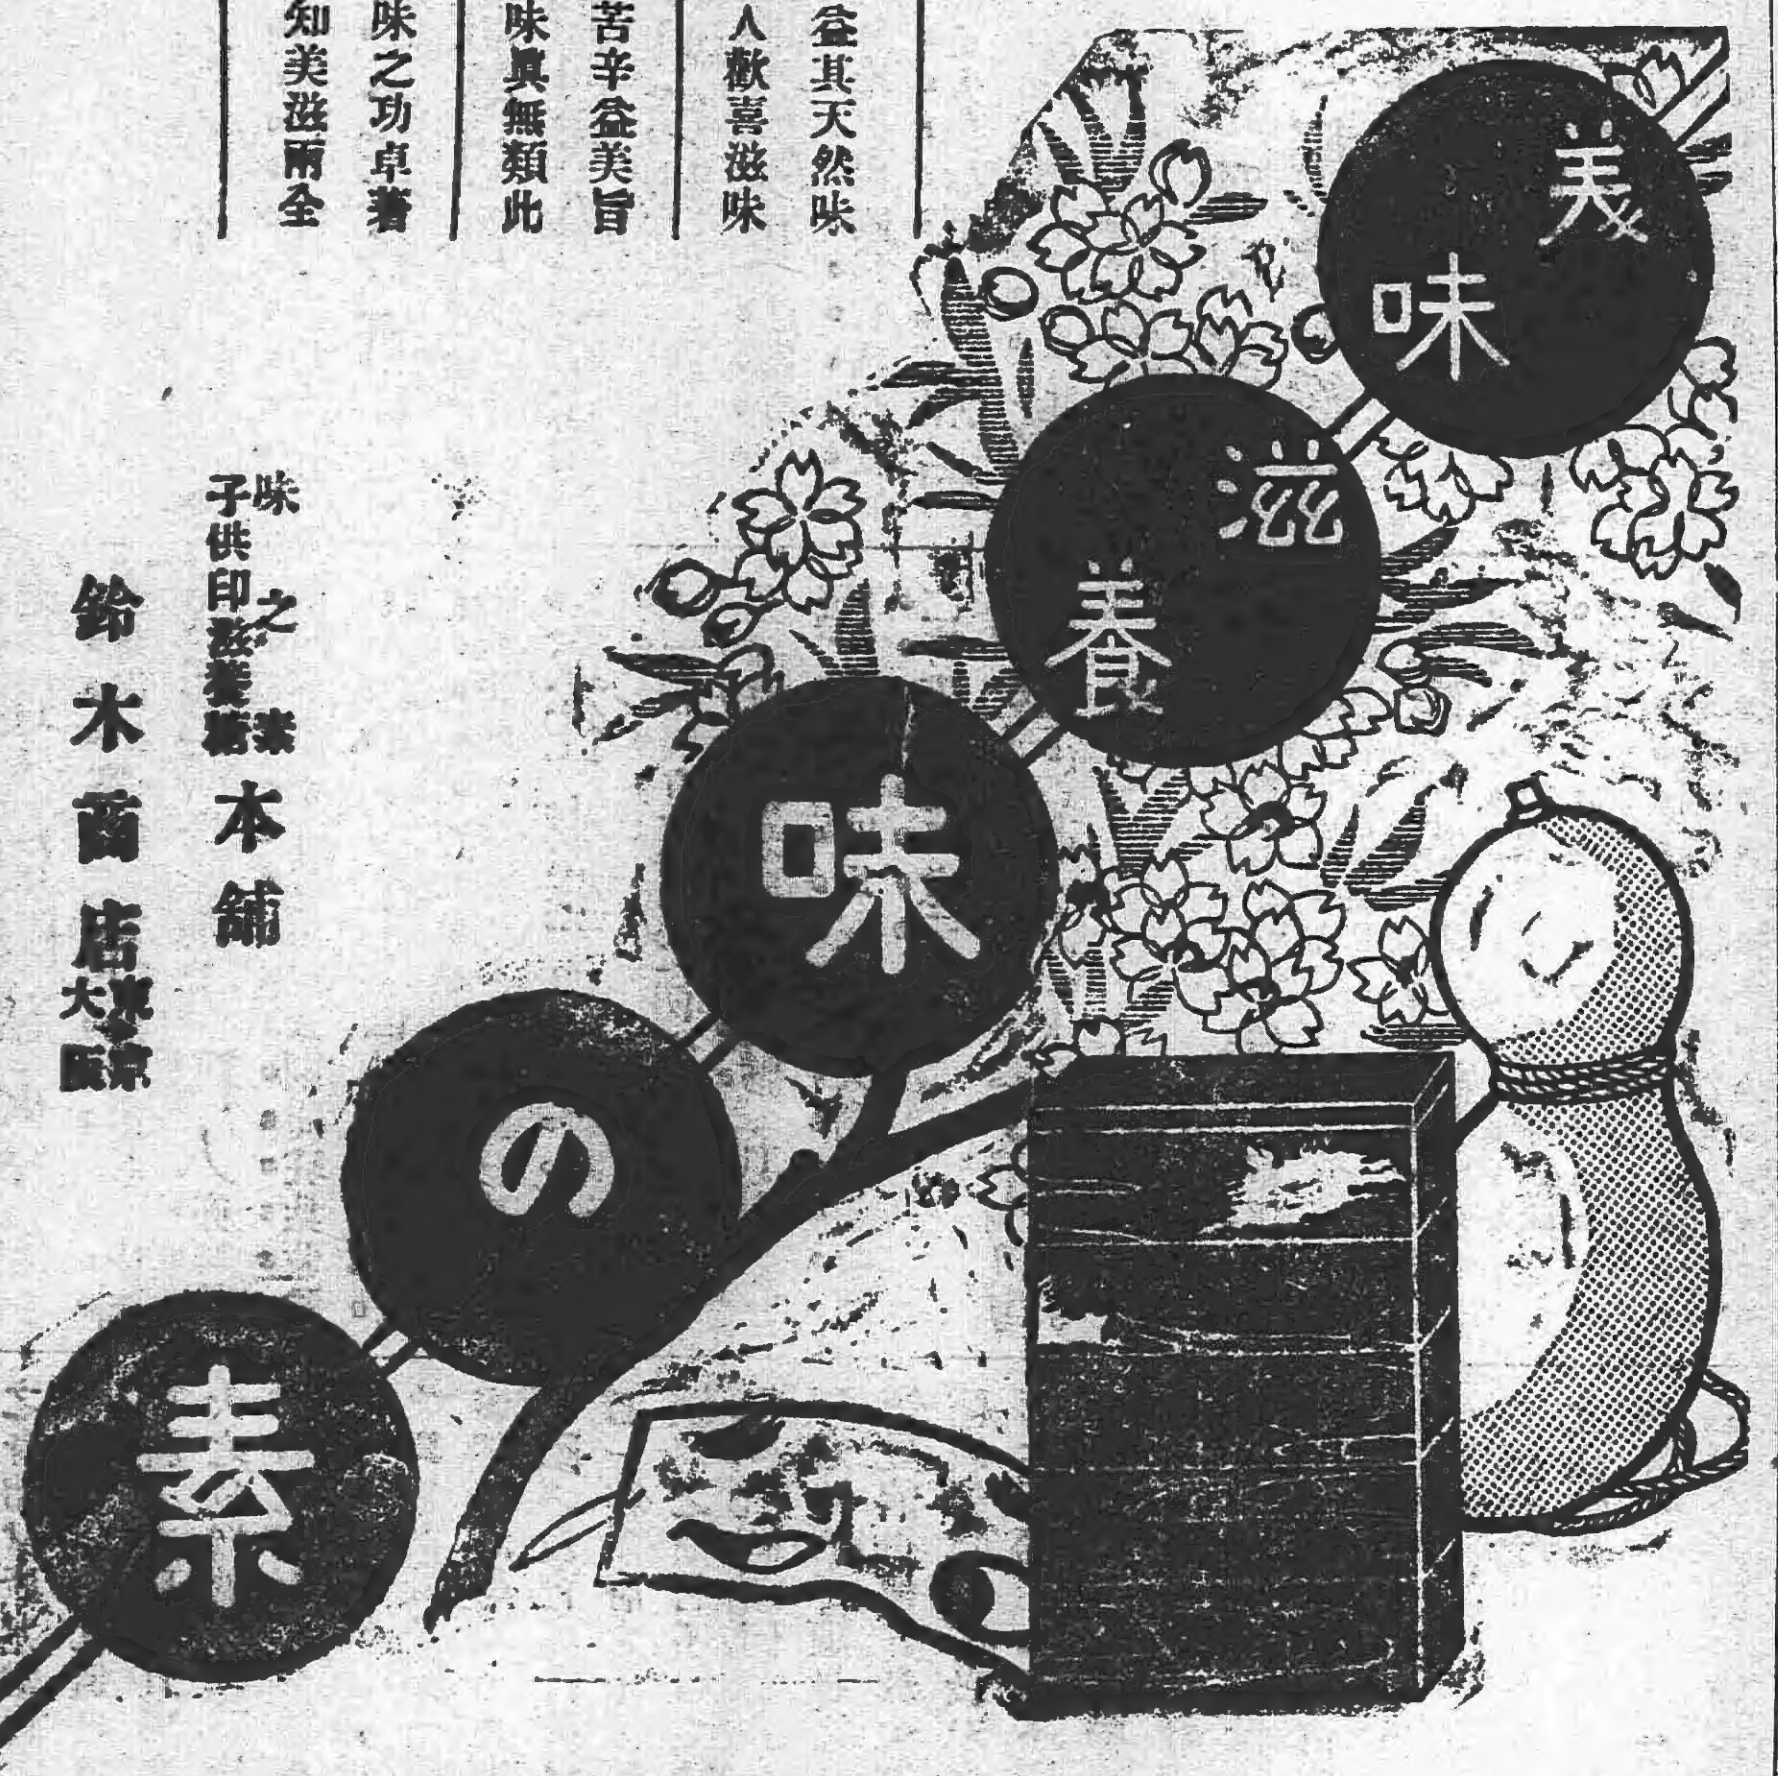 益其天然味
人歡喜滋味
苦辛益美旨
味眞無類此
味之功卓著
知美滋兩全
美味
滋養
味
の
素
味之素
子供印滋養糖
本舖
鈴木商店
東京
大阪